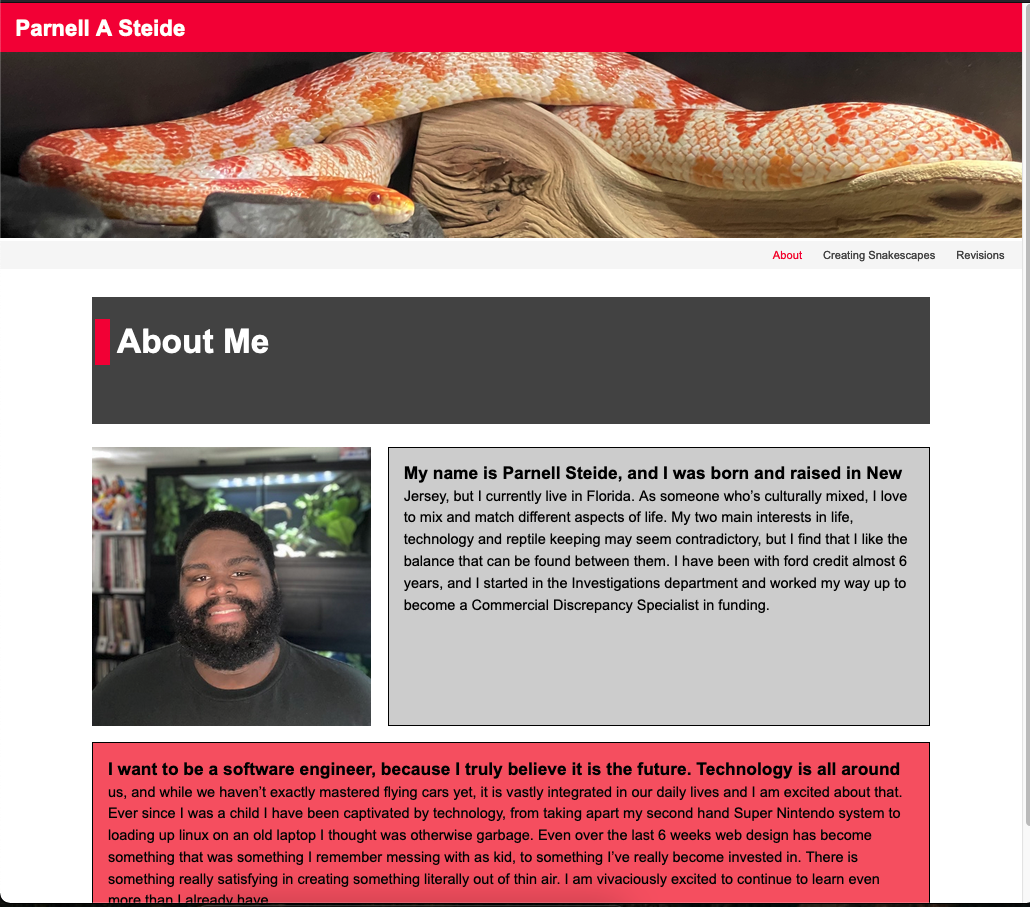 Parnell A Steide
About
Creating Snakescapes
Revisions
About Me
My name is Parnell Steide, and I was born and raised in New
Jersey, but I currently live in Florida. As someone who’s culturally mixed, I love
to mix and match different aspects of life. My two main interests in life,
technology and reptile keeping may seem contradictory, but I find that I like the
balance that can be found between them. I have been with ford credit almost 6
years, and I started in the Investigations department and worked my way up to
become a Commercial Discrepancy Specialist in funding.
I want to be a software engineer, because I truly believe it is the future. Technology is all around
us, and while we haven’t exactly mastered flying cars yet, it is vastly integrated in our daily lives and I am excited about that.
Ever since I was a child I have been captivated by technology, from taking apart my second hand Super Nintendo system to
loading up linux on an old laptop I thought was otherwise garbage. Even over the last 6 weeks web design has become
something that was something I remember messing with as kid, to something I’ve really become invested in. There is
something really satisfying in creating something literally out of thin air. I am vivaciously excited to continue to learn even
more than I already have